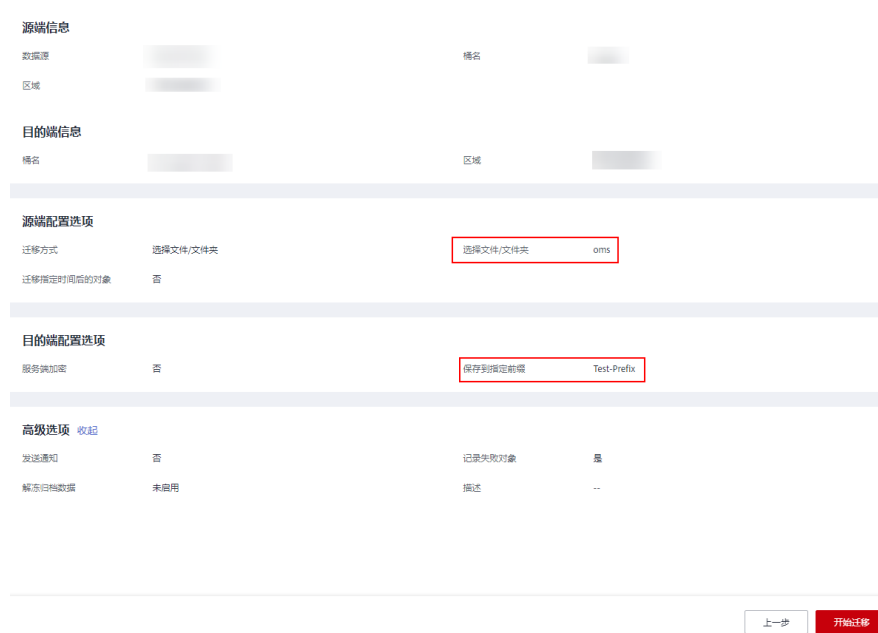 源端信息
数据源 桶名
区域
目的端信息
桶名 区域
源端配置选项
迁移方式 选择文件/文件夹 选择文件/文件夹 oms
迁移指定时间后的对象 否
目的端配置选项
服务端加密 否 保存到指定前缀 Test-Prefix
高级选项 收起
发送通知 否 记录失败对象 是
解冻归档数据 未启用 描述 --
上一步 开始迁移